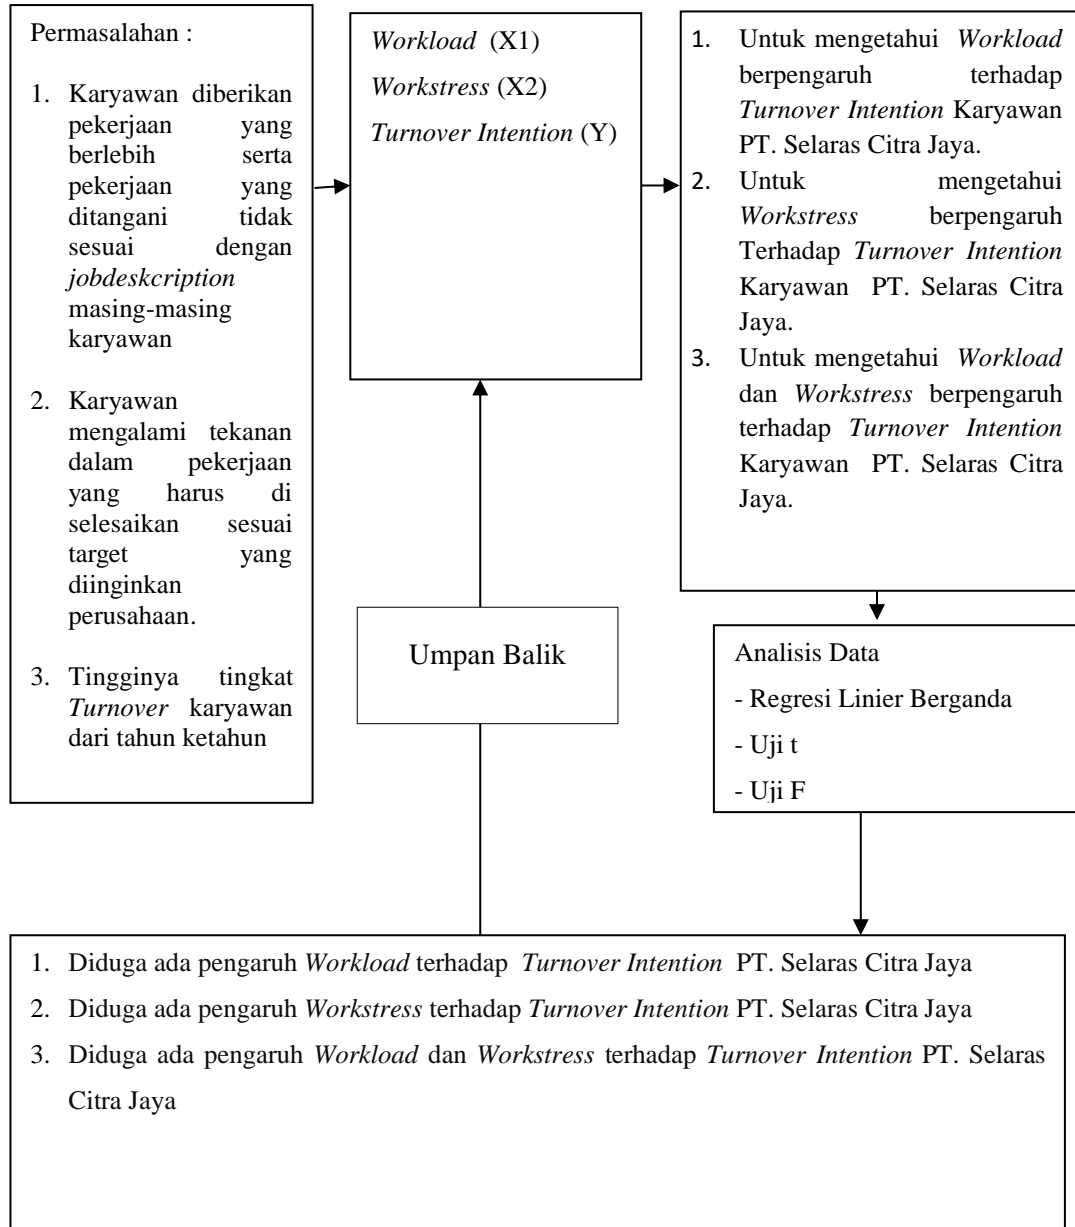 Permasalahan :
1. Karyawan diberikan
pekerjaan yang
berlebih serta
pekerjaan yang
ditangani tidak
sesuai dengan
jobdeskcription
masing-masing
karyawan
2. Karyawan
mengalami tekanan
dalam pekerjaan
yang harus di
selesaikan sesuai
target yang
diinginkan
perusahaan.
3. Tingginya tingkat
Turnover karyawan
dari tahun ketahun
Workload (X1)
Workstress (X2)
Turnover Intention (Y)
1. Untuk mengetahui Workload
berpengaruh terhadap
Turnover Intention Karyawan
PT. Selaras Citra Jaya.
2. Untuk mengetahui
Workstress berpengaruh
Terhadap Turnover Intention
Karyawan PT. Selaras Citra
Jaya.
3. Untuk mengetahui Workload
dan Workstress berpengaruh
terhadap Turnover Intention
Karyawan PT. Selaras Citra
Jaya.
Umpan Balik
Analisis Data
- Regresi Linier Berganda
- Uji t
- Uji F
1. Diduga ada pengaruh Workload terhadap Turnover Intention PT. Selaras Citra Jaya
2. Diduga ada pengaruh Workstress terhadap Turnover Intention PT. Selaras Citra Jaya
3. Diduga ada pengaruh Workload dan Workstress terhadap Turnover Intention PT. Selaras
Citra Jaya